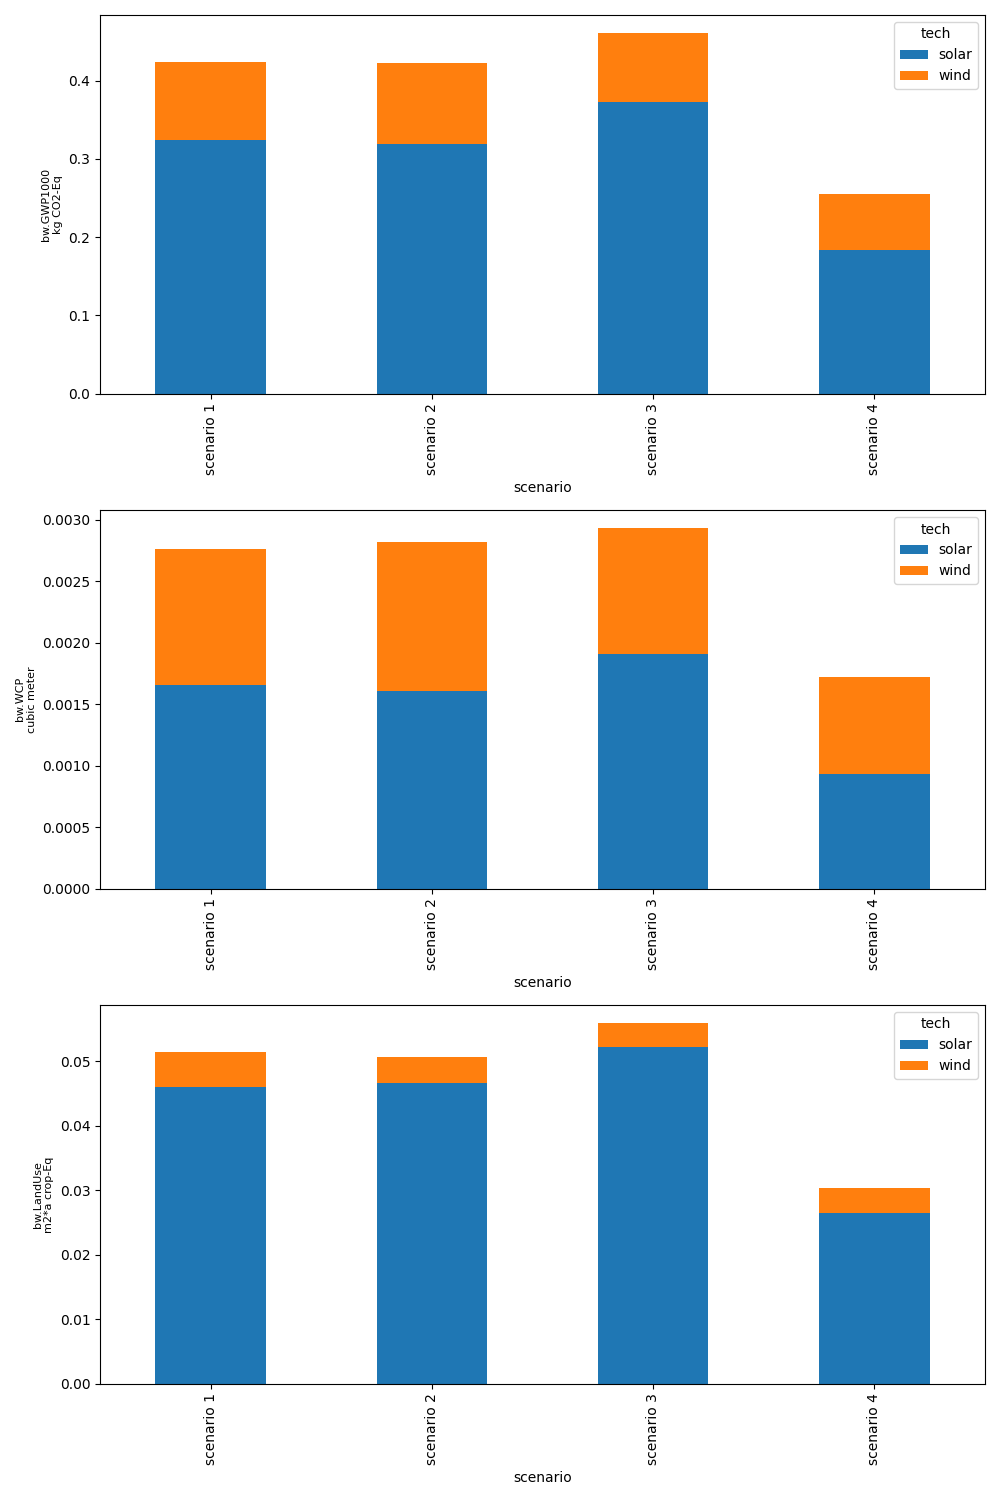 tech
solar
wind
0.4
0.3
0.2
0.1
0.0
bw.GWP1000
kg CO2-Eq
scenario 1
scenario 2
scenario 3
scenario 4
scenario
tech
solar
wind
0.0030
0.0025
0.0020
0.0015
0.0010
0.0005
0.0000
bw.WCP
cubic meter
scenario 1
scenario 2
scenario 3
scenario 4
scenario
tech
solar
wind
0.05
0.04
0.03
0.02
0.01
0.00
bw.LandUse
m2*a crop-Eq
scenario 1
scenario 2
scenario 3
scenario 4
scenario